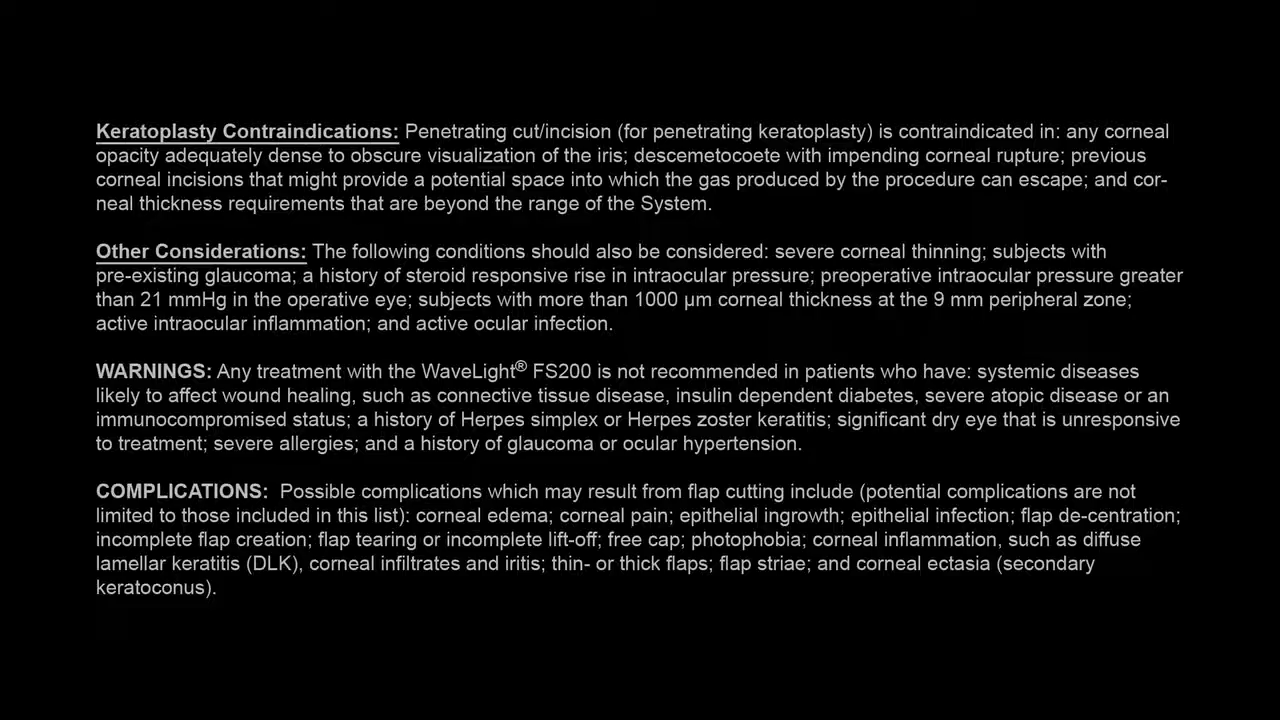 Keratoplasty Contraindications: Penetrating cut/incision (for penetrating keratoplasty) is contraindicated in: any corneal
opacity adequately dense to obscure visualization of the iris; descemetocoete with impending corneal rupture; previous
corneal incisions that might provide a potential space into which the gas produced by the procedure can escape; and cor-
neal thickness requirements that are beyond the range of the System.
Other Considerations: The following conditions should also be considered: severe corneal thinning; subjects with
pre-existing glaucoma; a history of steroid responsive rise in intraocular pressure; preoperative intraocular pressure greater
than 21 mmHg in the operative eye; subjects with more than 1000 µm corneal thickness at the 9 mm peripheral zone;
active intraocular inflammation; and active ocular infection.
WARNINGS: Any treatment with the WaveLight® FS200 is not recommended in patients who have: systemic diseases
likely to affect wound healing, such as connective tissue disease, insulin dependent diabetes, severe atopic disease or an
immunocompromised status; a history of Herpes simplex or Herpes zoster keratitis; significant dry eye that is unresponsive
to treatment; severe allergies; and a history of glaucoma or ocular hypertension.
COMPLICATIONS:  Possible complications which may result from flap cutting include (potential complications are not
limited to those included in this list): corneal edema; corneal pain; epithelial ingrowth; epithelial infection; flap de-centration;
incomplete flap creation; flap tearing or incomplete lift-off; free cap; photophobia; corneal inflammation, such as diffuse
lamellar keratitis (DLK), corneal infiltrates and iritis; thin- or thick flaps; flap striae; and corneal ectasia (secondary
keratoconus).